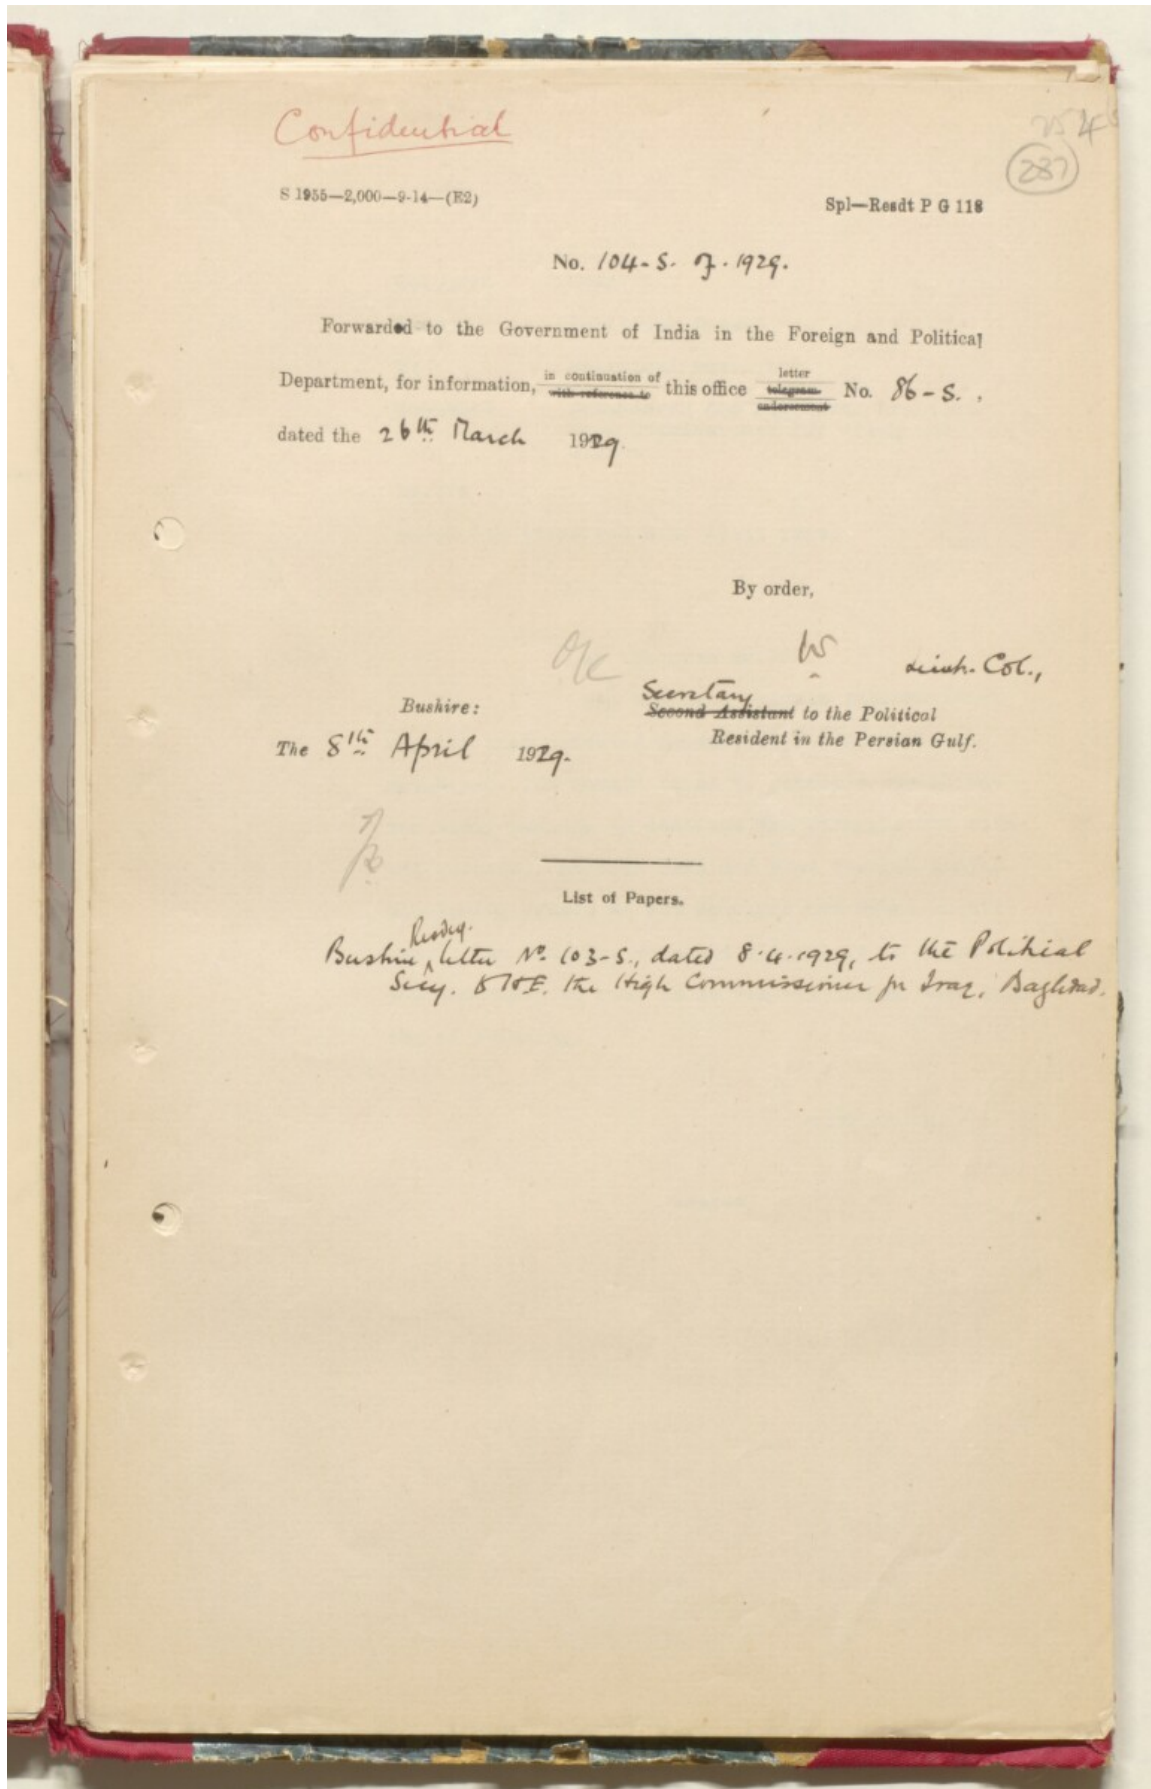 Confidential
254
287
S 1955—2,000—9-14—(E2)
Spl—Resdt P G 118
No. 104-S. of. 1929.
Forwarded to the Government of India in the Foreign and Political
Department, for information, in continuation of with reference to this office letter telegram endorsement No. 86-S.,
dated the 26th March 1929.
By order,
Lieut. Col.,
Secretary
Bushire:
Second Assistant to the Political
Resident in the Persian Gulf.
The 8th April 1929.
List of Papers.
Resdy.
Bushire letter No. 103-S., dated 8.4.1929, to the Political
Secy. to H.E. the High Commissioner for Iraq, Baghdad.